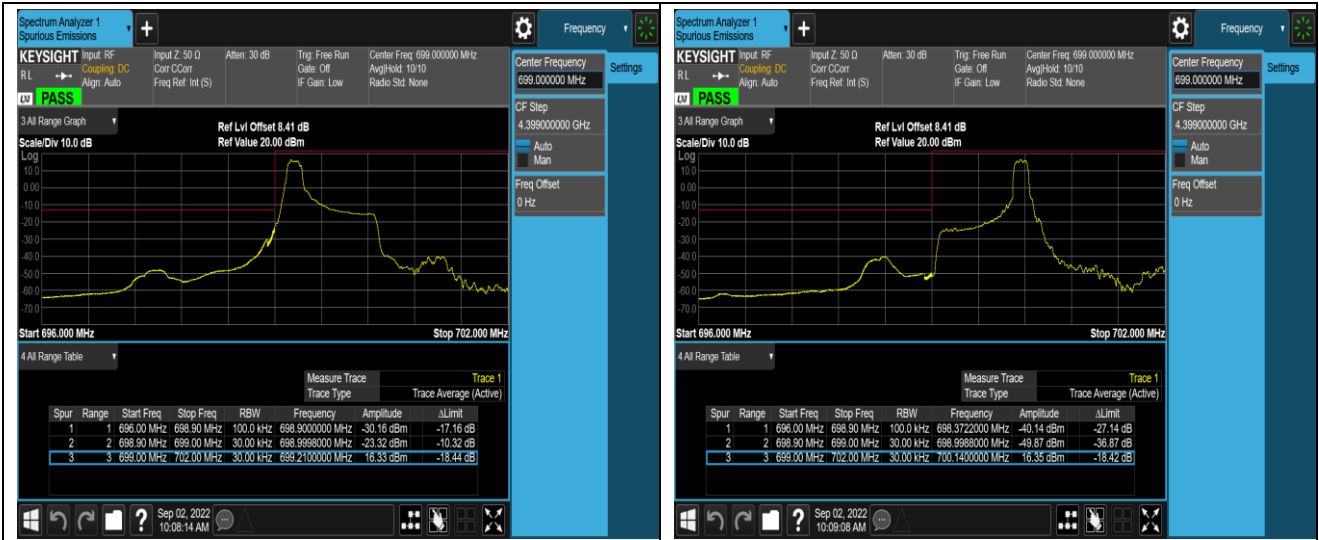 Spectrum Analyzer 1
Spurious Emissions
+
Frequency
KEYSIGHT Input: RF Input Z: 50 Ω Atten: 30 dB Trig: Free Run Center Freq: 699.000000 MHz
RL Coupling: DC Corr CCorr Gate: Off Avg|Hold: 10/10
Align: Auto Freq Ref: Int (S) IF Gain: Low Radio Std: None
LXI PASS
Center Frequency
699.000000 MHz
Settings
CF Step
4.399000000 GHz
Auto
Man
Freq Offset
0 Hz
3 All Range Graph
Ref Lvl Offset 8.41 dB
Scale/Div 10.0 dB Ref Value 20.00 dBm
Log
10.0
0.00
-10.0
-20.0
-30.0
-40.0
-50.0
-60.0
-70.0
Start 696.000 MHz Stop 702.000 MHz
4 All Range Table
Measure Trace Trace 1
Trace Type Trace Average (Active)
Spur Range Start Freq Stop Freq RBW Frequency Amplitude ΔLimit
1 1 696.00 MHz 698.90 MHz 100.0 kHz 698.9000000 MHz -30.16 dBm -17.16 dB
2 2 698.90 MHz 699.00 MHz 30.00 kHz 698.9998000 MHz -23.32 dBm -10.32 dB
3 3 699.00 MHz 702.00 MHz 30.00 kHz 699.2100000 MHz 16.33 dBm -18.44 dB
?
Sep 02, 2022
10:08:14 AM
Spectrum Analyzer 1
Spurious Emissions
+
Frequency
KEYSIGHT Input: RF Input Z: 50 Ω Atten: 30 dB Trig: Free Run Center Freq: 699.000000 MHz
RL Coupling: DC Corr CCorr Gate: Off Avg|Hold: 10/10
Align: Auto Freq Ref: Int (S) IF Gain: Low Radio Std: None
LXI PASS
Center Frequency
699.000000 MHz
Settings
CF Step
4.399000000 GHz
Auto
Man
Freq Offset
0 Hz
3 All Range Graph
Ref Lvl Offset 8.41 dB
Scale/Div 10.0 dB Ref Value 20.00 dBm
Log
10.0
0.00
-10.0
-20.0
-30.0
-40.0
-50.0
-60.0
-70.0
Start 696.000 MHz Stop 702.000 MHz
4 All Range Table
Measure Trace Trace 1
Trace Type Trace Average (Active)
Spur Range Start Freq Stop Freq RBW Frequency Amplitude ΔLimit
1 1 696.00 MHz 698.90 MHz 100.0 kHz 698.3722000 MHz -40.14 dBm -27.14 dB
2 2 698.90 MHz 699.00 MHz 30.00 kHz 698.9988000 MHz -49.87 dBm -36.87 dB
3 3 699.00 MHz 702.00 MHz 30.00 kHz 700.1400000 MHz 16.35 dBm -18.42 dB
?
Sep 02, 2022
10:09:08 AM